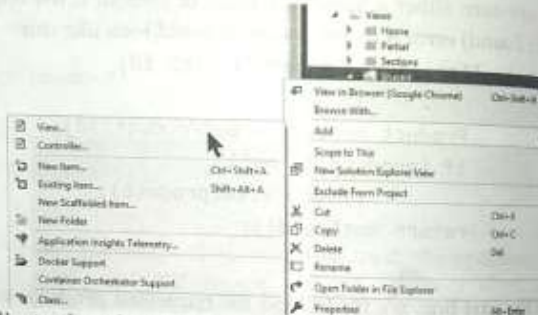 Views
Home
Partial
Sections
View in Browser (Google Chrome)
Browse With...
Add
Scope to This
New Solution Explorer View
Exclude From Project
Cut
Copy Ctrl+C
Delete Del
Rename
Open Folder in File Explorer
Properties Alt+Enter
View...
Controller...
New Item... Ctrl+Shift+A
Existing Item... Shift+Alt+A
New Scaffolded Item...
New Folder
Application Insights Telemetry...
Docker Support
Container Orchestrator Support
Class...